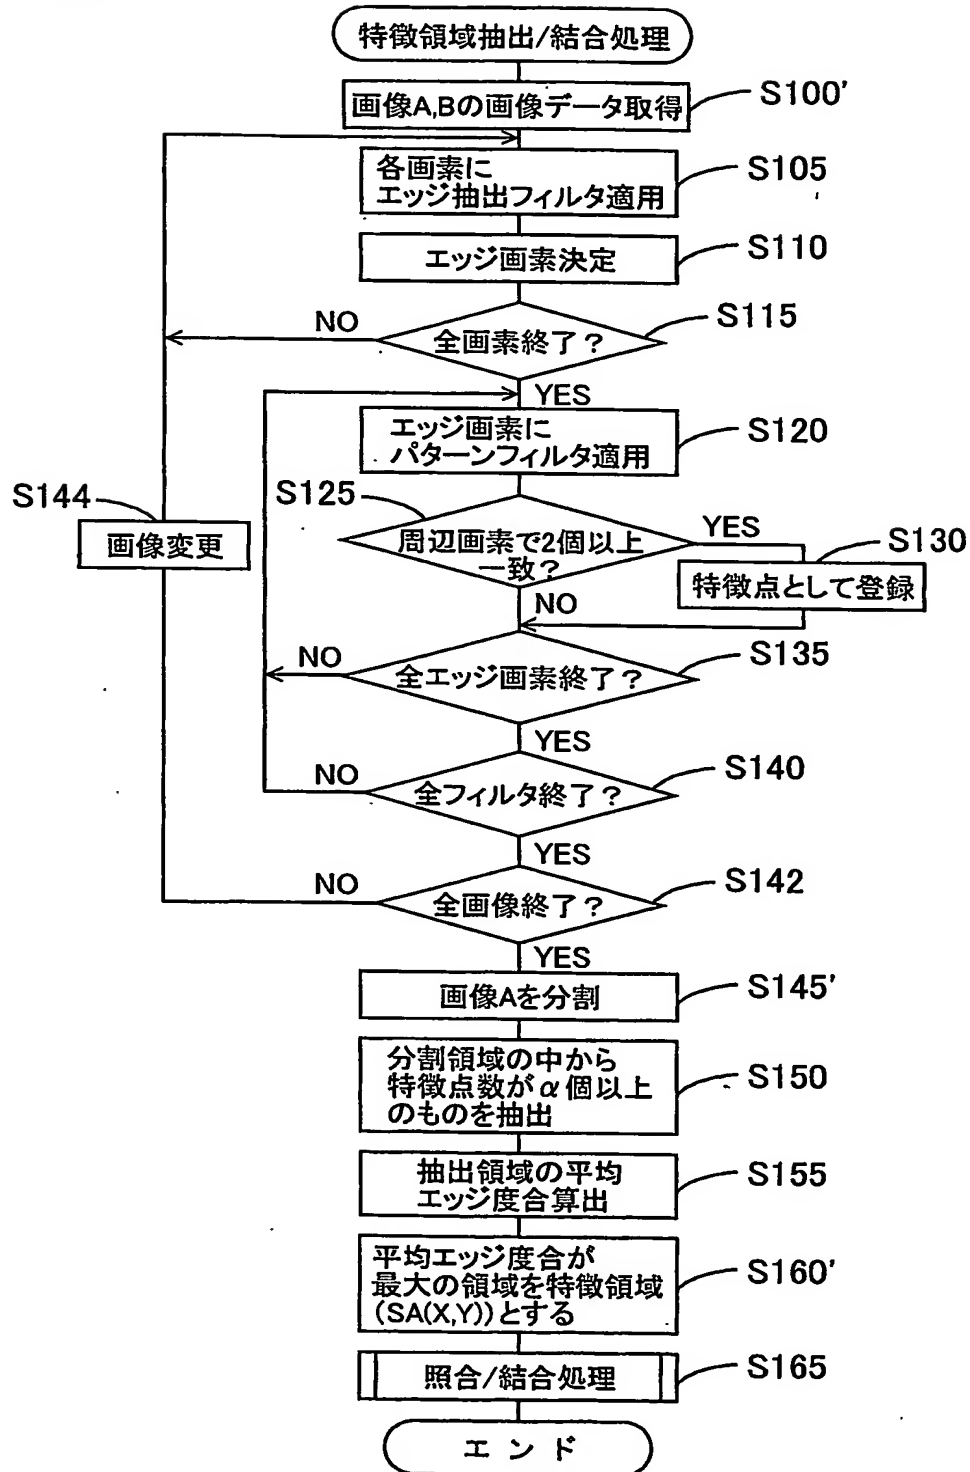 特徴領域抽出/結合処理
画像A,Bの画像データ取得
S100'
各画素に
エッジ抽出フィルタ適用
S105
エッジ画素決定
S110
全画素終了?
S115
NO
YES
エッジ画素に
パターンフィルタ適用
S120
S144
画像変更
S125
周辺画素で2個以上
一致?
YES
S130
特徴点として登録
NO
全エッジ画素終了?
S135
NO
YES
全フィルタ終了?
S140
NO
YES
全画像終了?
S142
NO
YES
画像Aを分割
S145'
分割領域の中から
特徴点数がα個以上
のものを抽出
S150
抽出領域の平均
エッジ度合算出
S155
平均エッジ度合が
最大の領域を特徴領域
(SA(X,Y))とする
S160'
照合/結合処理
S165
エンド